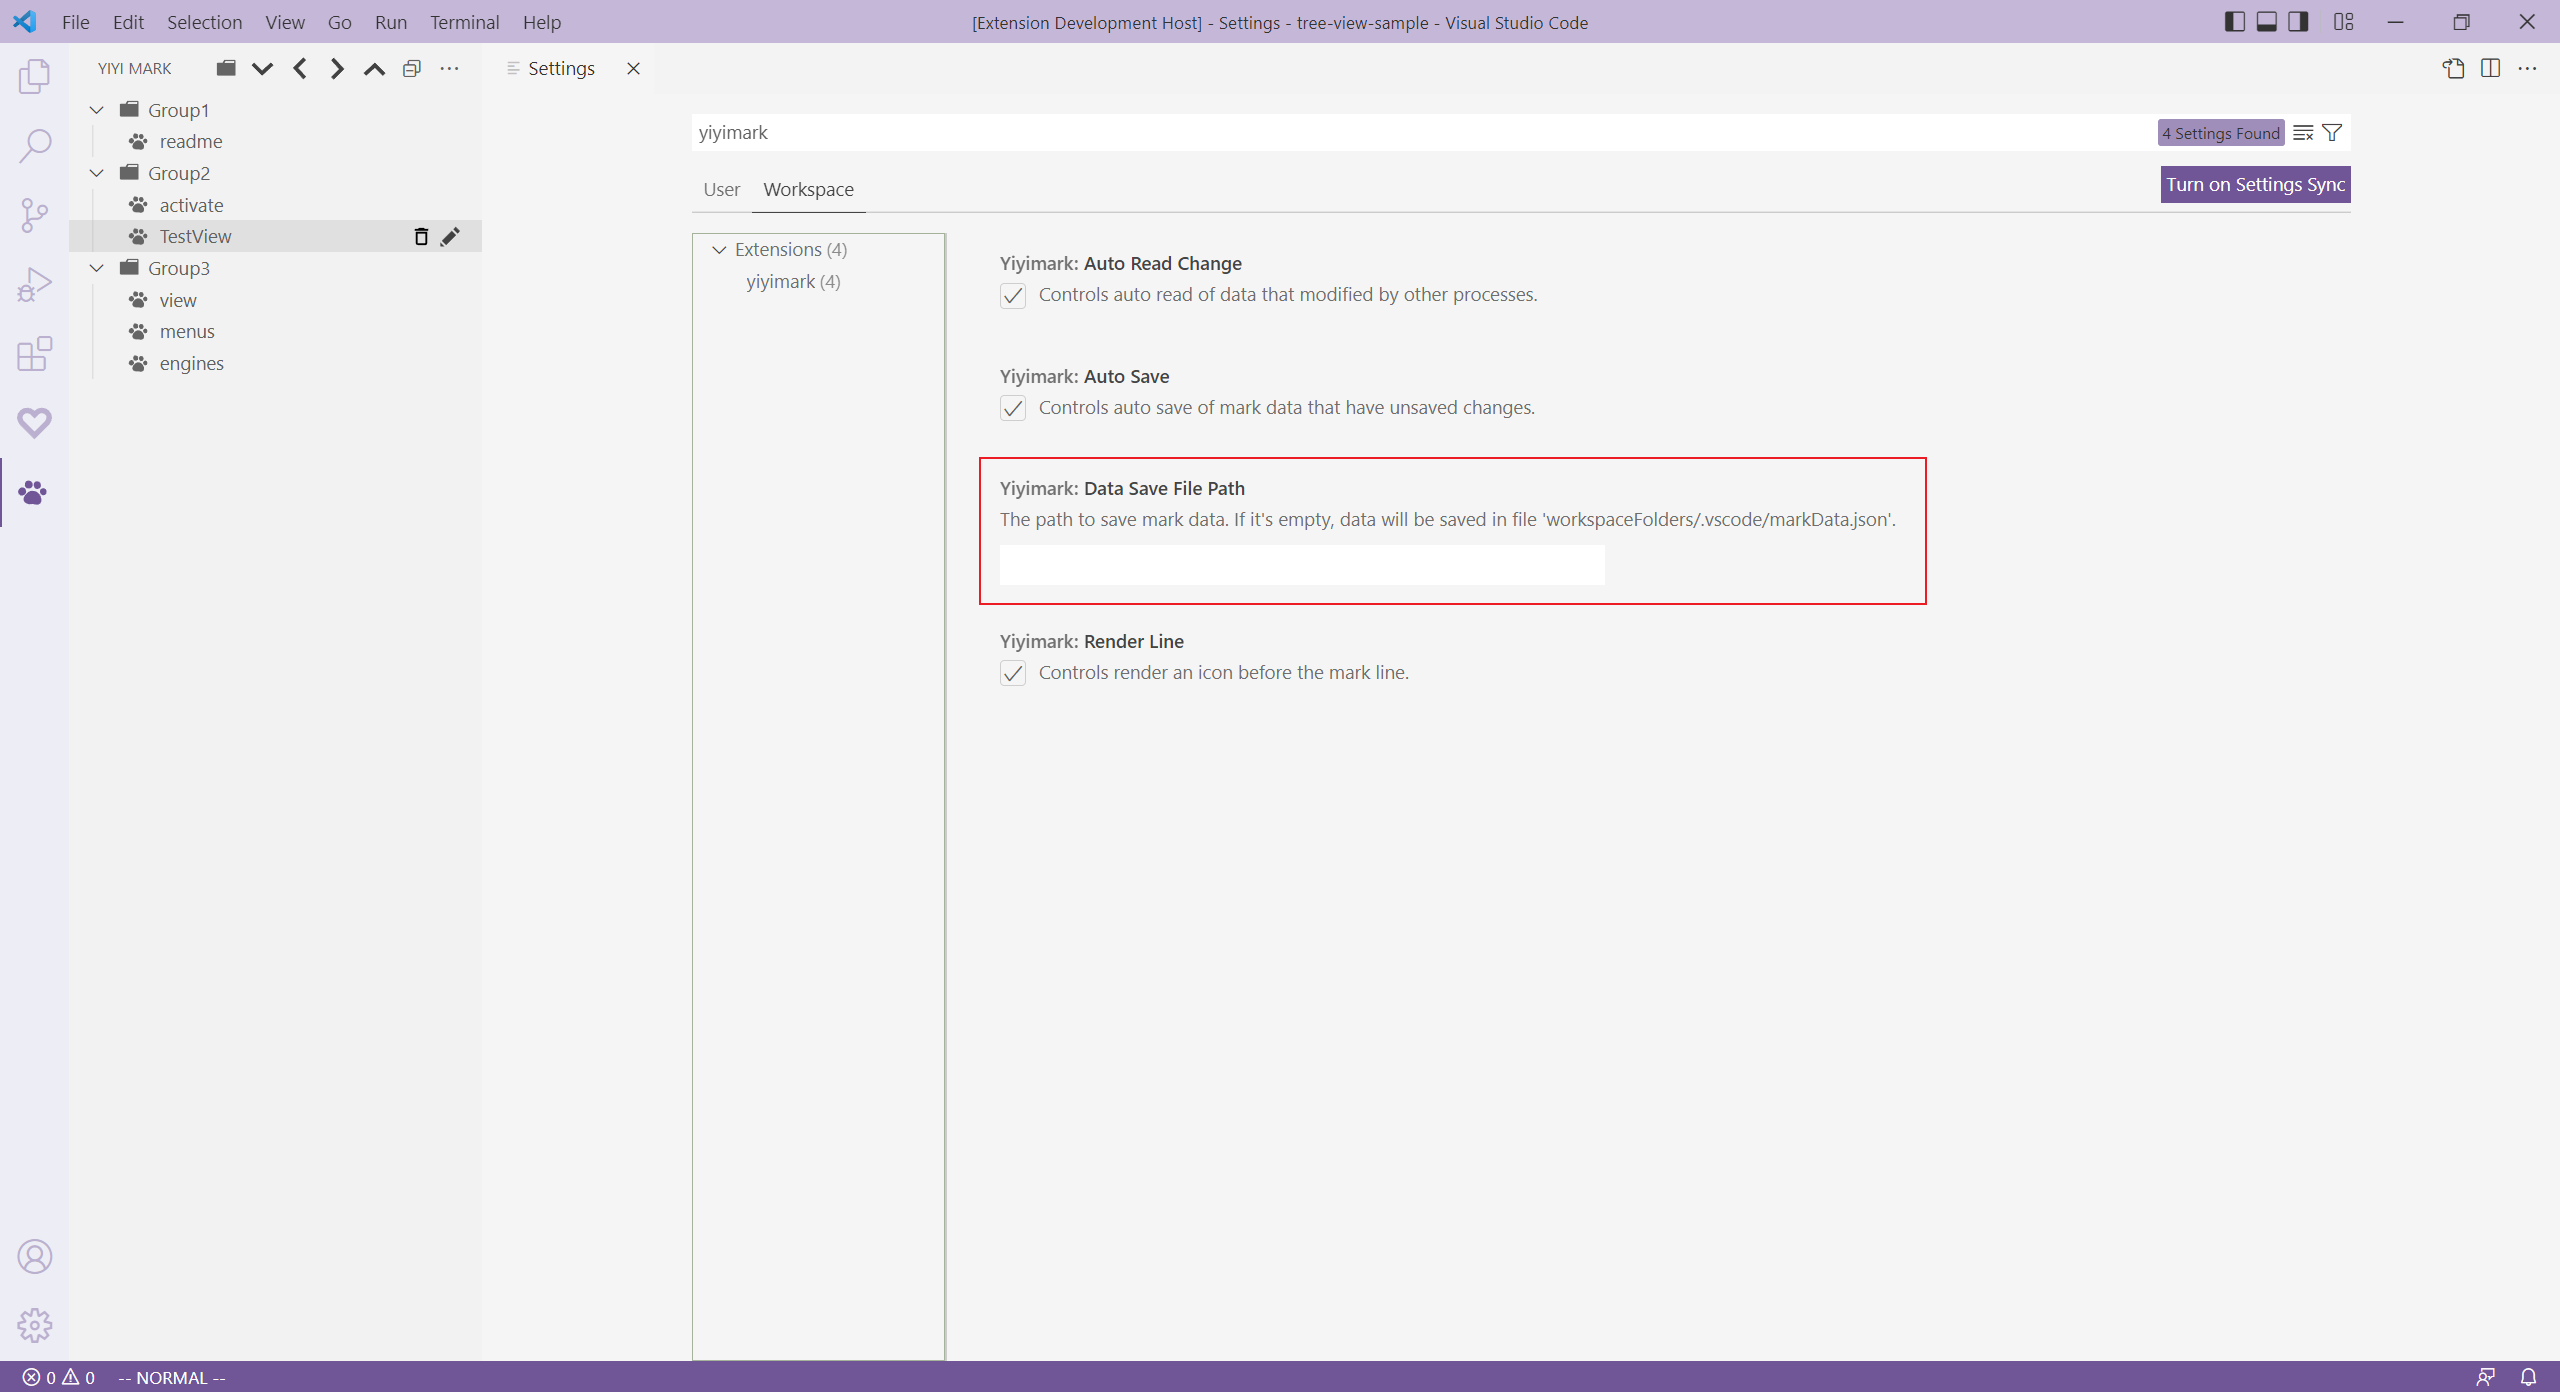 File Edit Selection View Go Run Terminal Help
[Extension Development Host] - Settings - tree-view-sample - Visual Studio Code
YIYI MARK
Group1
readme
Group2
activate
TestView
Group3
view
menus
engines
Settings
yiyimark
4 Settings Found
User Workspace
Turn on Settings Sync
Extensions (4)
yiyimark (4)
Yiyimark: Auto Read Change
Controls auto read of data that modified by other processes.
Yiyimark: Auto Save
Controls auto save of mark data that have unsaved changes.
Yiyimark: Data Save File Path
The path to save mark data. If it's empty, data will be saved in file 'workspaceFolders/.vscode/markData.json'.
Yiyimark: Render Line
Controls render an icon before the mark line.
0 0 -- NORMAL --